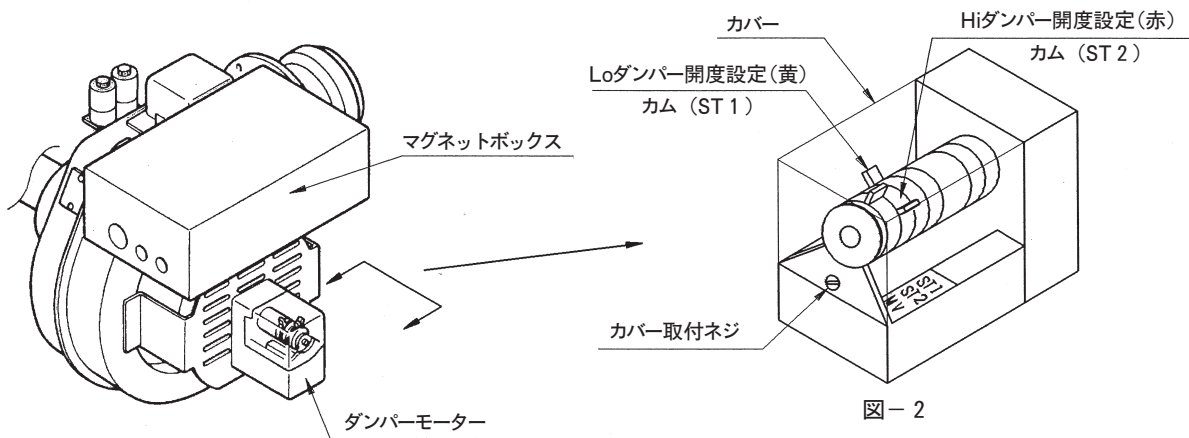 カバー
Hiダンパー開度設定(赤)
カム (ST 2)
Loダンパー開度設定(黄)
カム (ST 1)
マグネットボックス
ST1
ST2
MV
カバー取付ネジ
ダンパーモーター
図－2